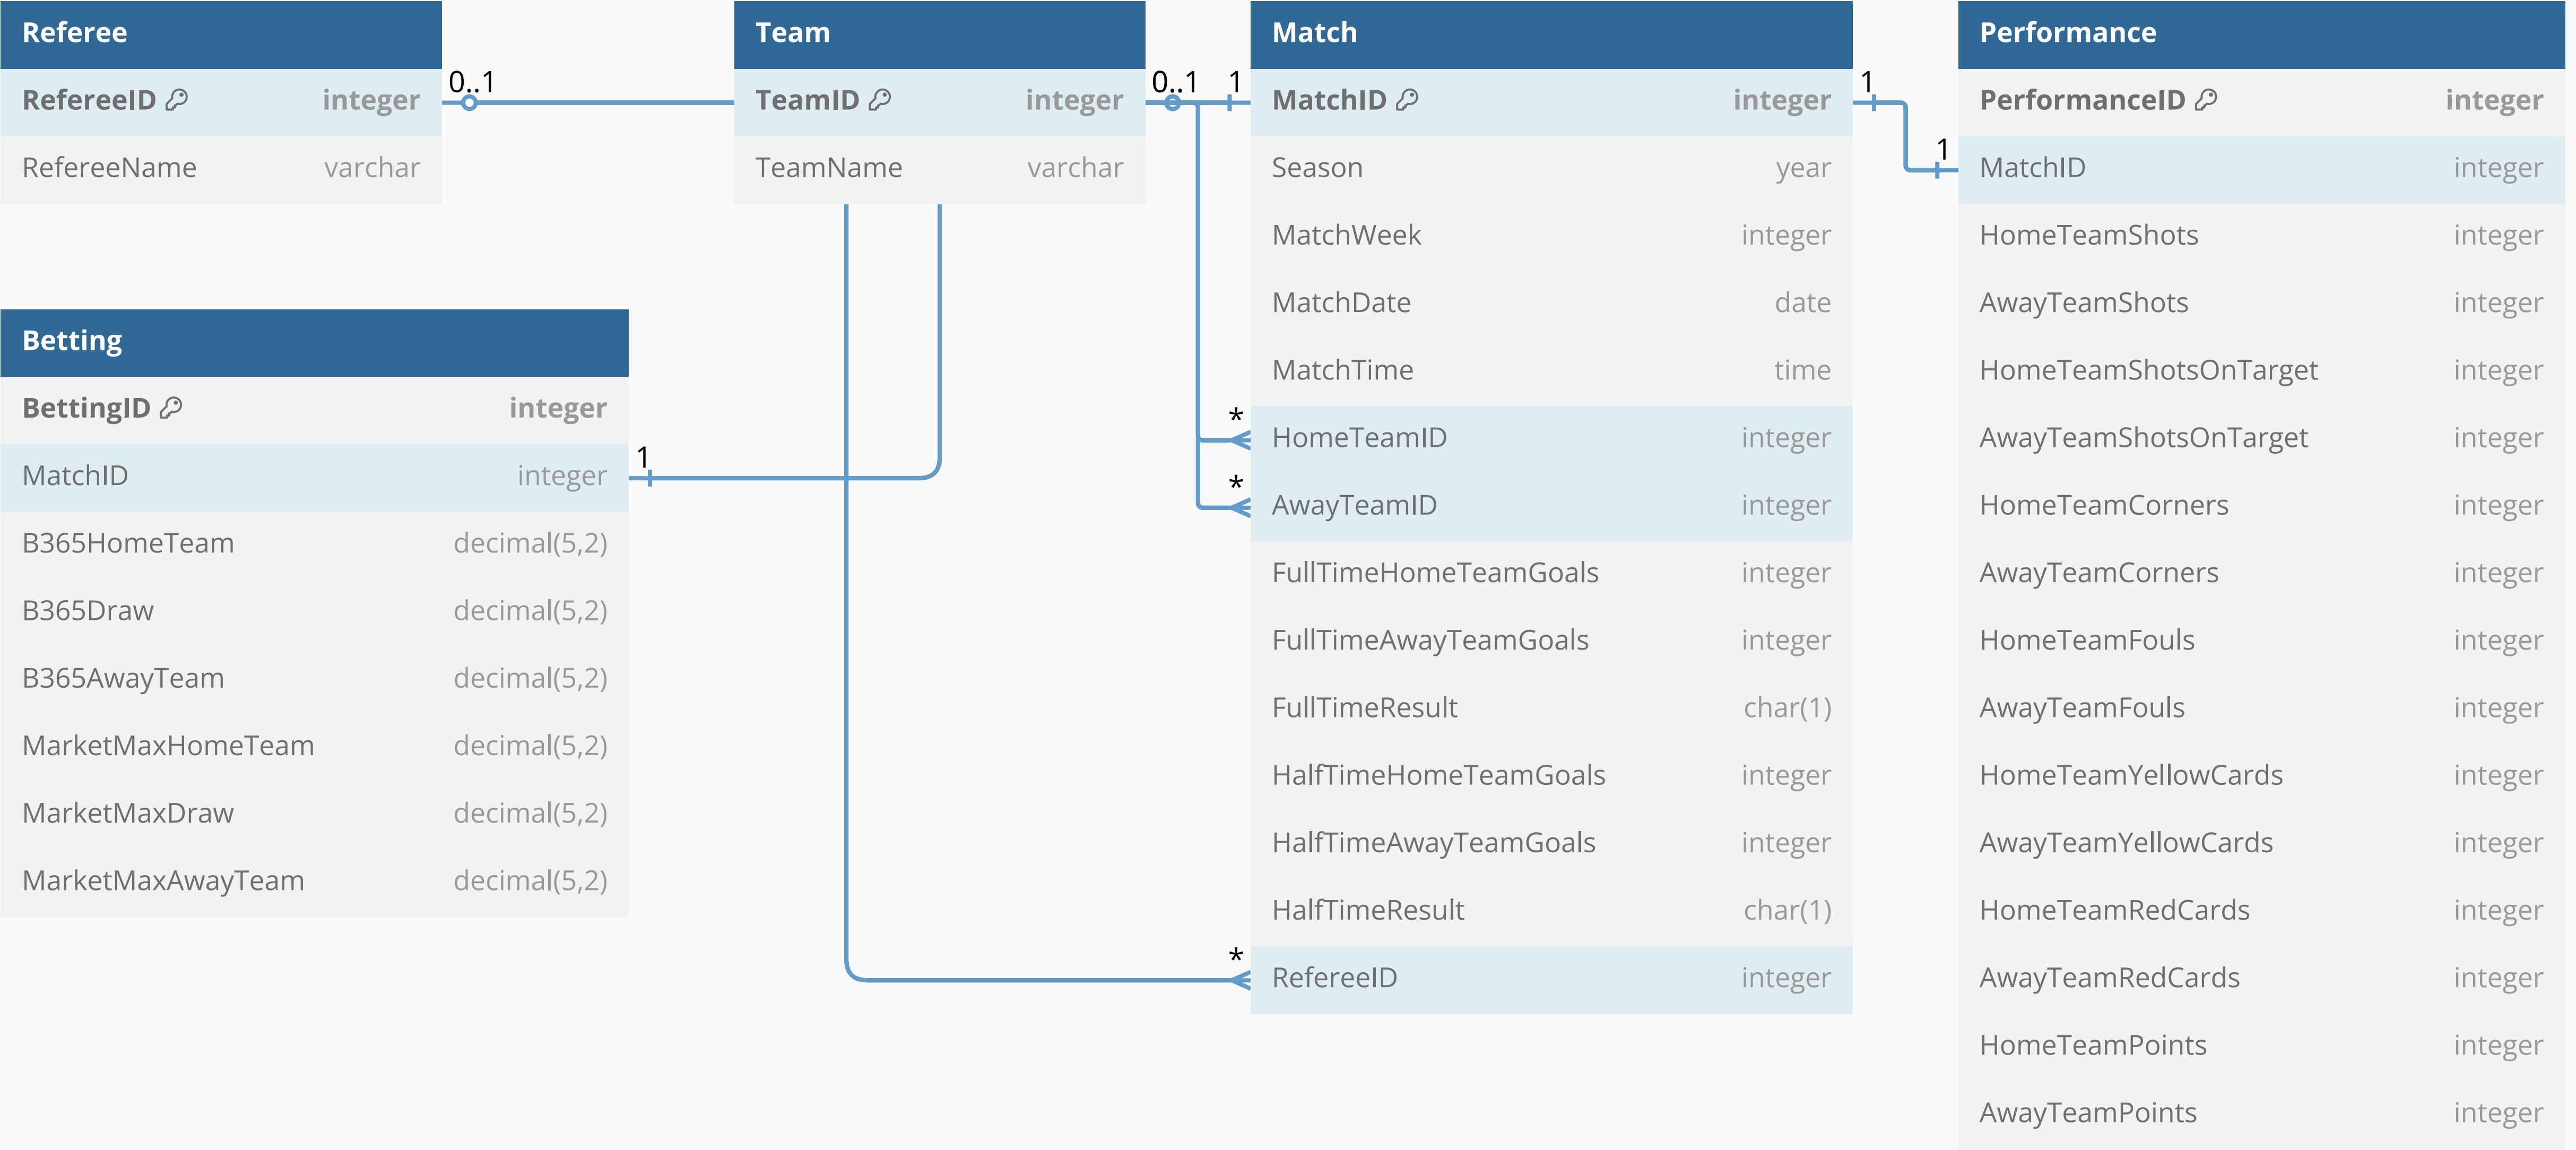 Referee
RefereeID integer
RefereeName varchar
0..1
Team
TeamID integer
TeamName varchar
0..1
Betting
BettingID integer
MatchID integer
B365HomeTeam decimal(5,2)
B365Draw decimal(5,2)
B365AwayTeam decimal(5,2)
MarketMaxHomeTeam decimal(5,2)
MarketMaxDraw decimal(5,2)
MarketMaxAwayTeam decimal(5,2)
1
Match
1
MatchID integer
Season year
MatchWeek integer
MatchDate date
MatchTime time
*
HomeTeamID integer
*
AwayTeamID integer
FullTimeHomeTeamGoals integer
FullTimeAwayTeamGoals integer
FullTimeResult char(1)
HalfTimeHomeTeamGoals integer
HalfTimeAwayTeamGoals integer
HalfTimeResult char(1)
*
RefereeID integer
1
1
Performance
PerformanceID integer
MatchID integer
HomeTeamShots integer
AwayTeamShots integer
HomeTeamShotsOnTarget integer
AwayTeamShotsOnTarget integer
HomeTeamCorners integer
AwayTeamCorners integer
HomeTeamFouls integer
AwayTeamFouls integer
HomeTeamYellowCards integer
AwayTeamYellowCards integer
HomeTeamRedCards integer
AwayTeamRedCards integer
HomeTeamPoints integer
AwayTeamPoints integer